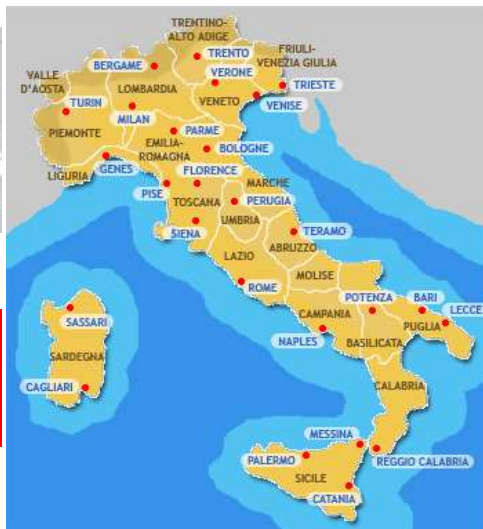 TRENTINO-
ALTO ADIGE
FRIULI-
VENEZIA GIULIA
TRENTO
BERGAME
VERONE
VALLE
D'AOSTA
TRIESTE
LOMBARDIA
VENETO
VENISE
TURIN
MILAN
PIEMONTE
PARME
EMILIA-
ROMAGNA
BOLOGNE
GENES
LIGURIA
FLORENCE
PISE
MARCHE
TOSCANA
PERUGIA
UMBRIA
SIENA
TERAMO
ABRUZZO
LAZIO
MOLISE
ROME
POTENZA
BARI
LECCE
CAMPANIA
PUGLIA
NAPLES
BASILICATA
SASSARI
SARDEGNA
CAGLIARI
CALABRIA
MESSINA
PALERMO
REGGIO CALABRIA
SICILE
CATANIA